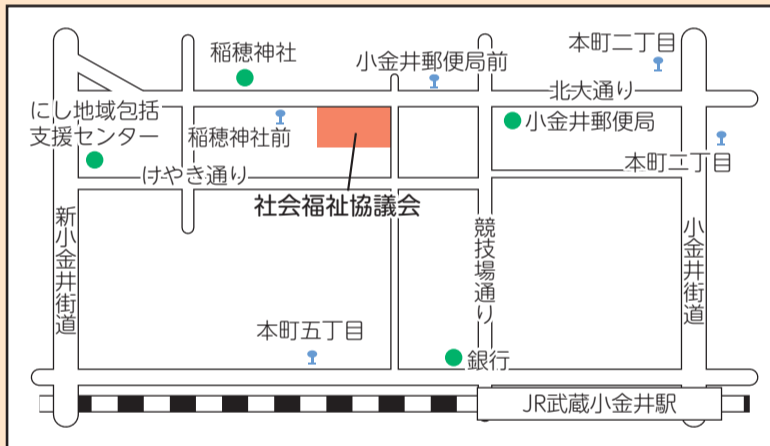 本町二丁目
稲穂神社
小金井郵便局前
北大通り
にし地域包括
支援センター
稲穂神社前
小金井郵便局
本町二丁目
けやき通り
社会福祉協議会
新小金井街道
競技場通り
小金井街道
本町五丁目
銀行
JR武蔵小金井駅